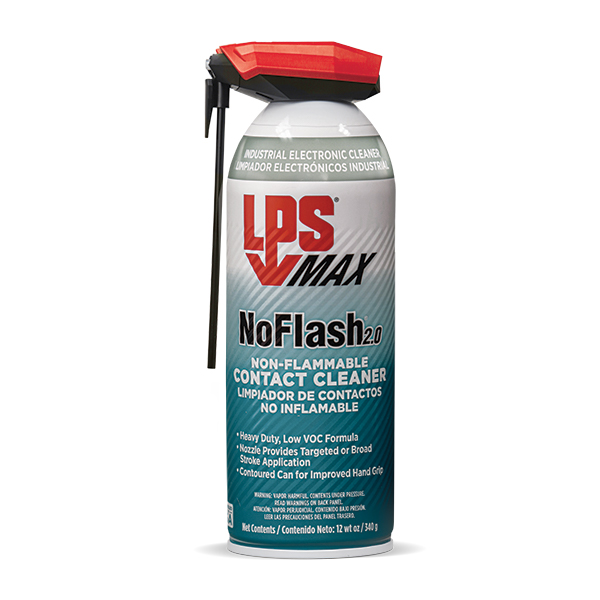 INDUSTRIAL ELECTRONIC CLEANER
LIMPIADOR ELECTRÓNICOS INDUSTRIAL
LPS®
MAX
NoFlash® 2.0
NON-FLAMMABLE
CONTACT CLEANER
LIMPIADOR DE CONTACTOS
NO INFLAMABLE
• Heavy Duty, Low VOC Formula
• Nozzle Provides Targeted or Broad
Stroke Application
• Contoured Can for Improved Hand Grip
WARNING: VAPOR HARMFUL. CONTENTS UNDER PRESSURE.
READ WARNINGS ON BACK PANEL.
ATENCIÓN: VAPOR PERJUDICIAL. CONTENIDO BAJO PRESIÓN.
LEER LAS PRECAUCIONES DEL PANEL TRASERO.
Net Contents / Contenido Neto: 12 wt oz / 340 g